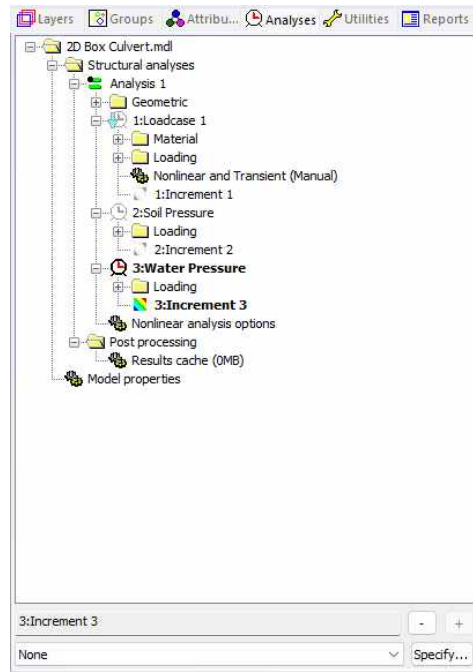 Layers Groups Attribu... Analyses Utilities Reports
2D Box Culvert.mdl
Structural analyses
Analysis 1
Geometric
1:Loadcase 1
Material
Loading
Nonlinear and Transient (Manual)
1:Increment 1
2:Soil Pressure
Loading
2:Increment 2
3:Water Pressure
Loading
3:Increment 3
Nonlinear analysis options
Post processing
Results cache (0MB)
Model properties
3:Increment 3 - +
None Specify...